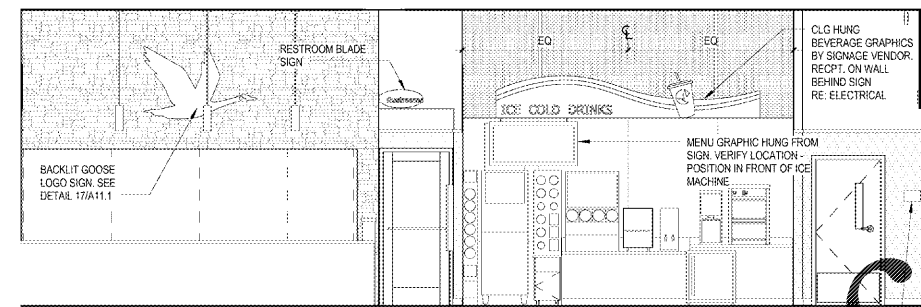 RESTROOM BLADE
SIGN
Restrooms
BACKLIT GOOSE
LOGO SIGN. SEE
DETAIL 17/A11.1
EQ
EQ
ICE COLD DRINKS
CLG HUNG
BEVERAGE GRAPHICS
BY SIGNAGE VENDOR.
RECPT. ON WALL
BEHIND SIGN
RE: ELECTRICAL
MENU GRAPHIC HUNG FROM
SIGN. VERIFY LOCATION -
POSITION IN FRONT OF ICE
MACHINE